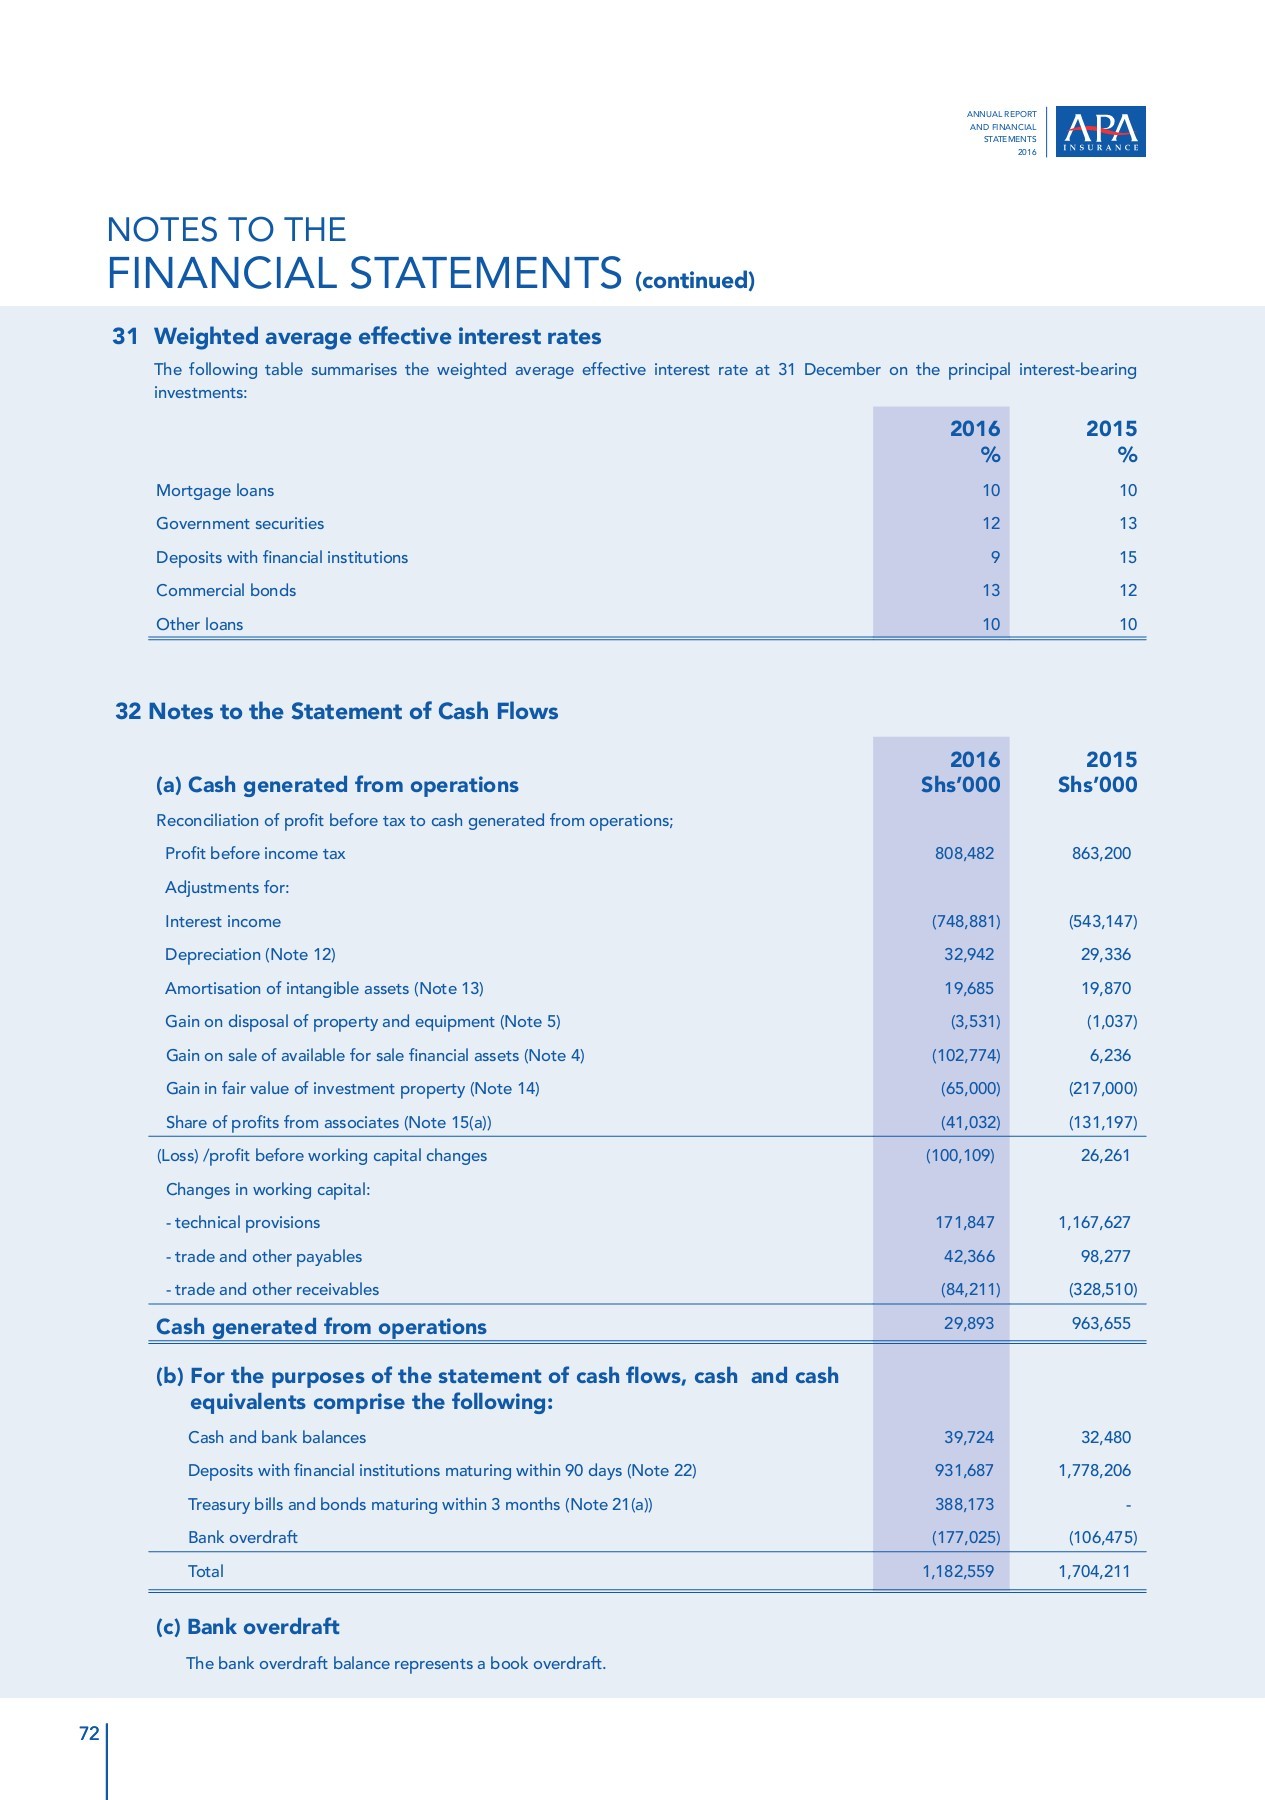 ANNUAL REPORT
AND FINANCIAL
STATEMENTS
2016
APA
INSURANCE
NOTES TO THE
FINANCIAL STATEMENTS (continued)
31 Weighted average effective interest rates
The following table summarises the weighted average effective interest rate at 31 December on the principal interest-bearing
investments:
2016 2015
% %
Mortgage loans 10 10
Government securities 12 13
Deposits with financial institutions 9 15
Commercial bonds 13 12
Other loans 10 10
32 Notes to the Statement of Cash Flows
2016 2015
(a) Cash generated from operations Shs’000 Shs’000
Reconciliation of profit before tax to cash generated from operations;
Profit before income tax 808,482 863,200
Adjustments for:
Interest income (748,881) (543,147)
Depreciation (Note 12) 32,942 29,336
Amortisation of intangible assets (Note 13) 19,685 19,870
Gain on disposal of property and equipment (Note 5) (3,531) (1,037)
Gain on sale of available for sale financial assets (Note 4) (102,774) 6,236
Gain in fair value of investment property (Note 14) (65,000) (217,000)
Share of profits from associates (Note 15(a)) (41,032) (131,197)
(Loss) /profit before working capital changes (100,109) 26,261
Changes in working capital:
- technical provisions 171,847 1,167,627
- trade and other payables 42,366 98,277
- trade and other receivables (84,211) (328,510)
Cash generated from operations 29,893 963,655
(b) For the purposes of the statement of cash flows, cash and cash
equivalents comprise the following:
Cash and bank balances 39,724 32,480
Deposits with financial institutions maturing within 90 days (Note 22) 931,687 1,778,206
Treasury bills and bonds maturing within 3 months (Note 21(a)) 388,173 -
Bank overdraft (177,025) (106,475)
Total 1,182,559 1,704,211
(c) Bank overdraft
The bank overdraft balance represents a book overdraft.
72